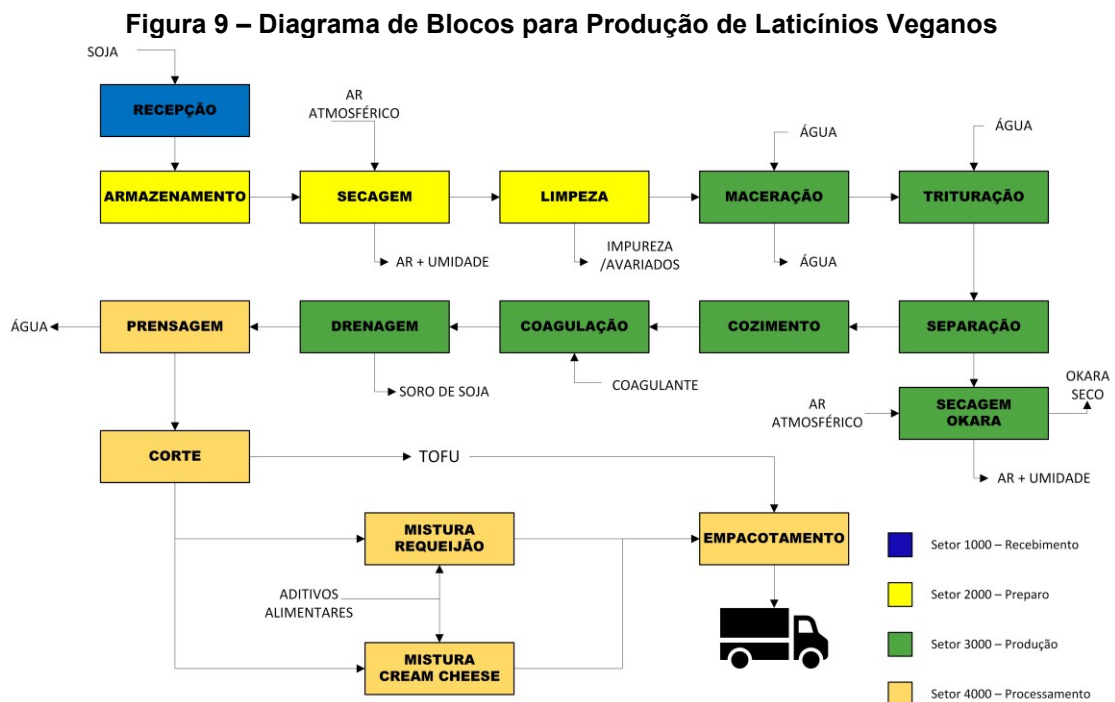 Figura 9 – Diagrama de Blocos para Produção de Laticínios Veganos
SOJA
RECEPÇÃO
AR
ATMOSFÉRICO
ÁGUA
ÁGUA
ARMAZENAMENTO
SECAGEM
LIMPEZA
MACERAÇÃO
TRITURAÇÃO
AR + UMIDADE
IMPUREZA
/AVARIADOS
ÁGUA
ÁGUA
PRENSAGEM
DRENAGEM
COAGULAÇÃO
COZIMENTO
SEPARAÇÃO
SORO DE SOJA
COAGULANTE
OKARA
SECO
AR
ATMOSFÉRICO
SECAGEM
OKARA
CORTE
TOFU
AR + UMIDADE
MISTURA
REQUEIJÃO
EMPACOTAMENTO
ADITIVOS
ALIMENTARES
MISTURA
CREAM CHEESE
Setor 1000 – Recebimento
Setor 2000 – Preparo
Setor 3000 – Produção
Setor 4000 – Processamento